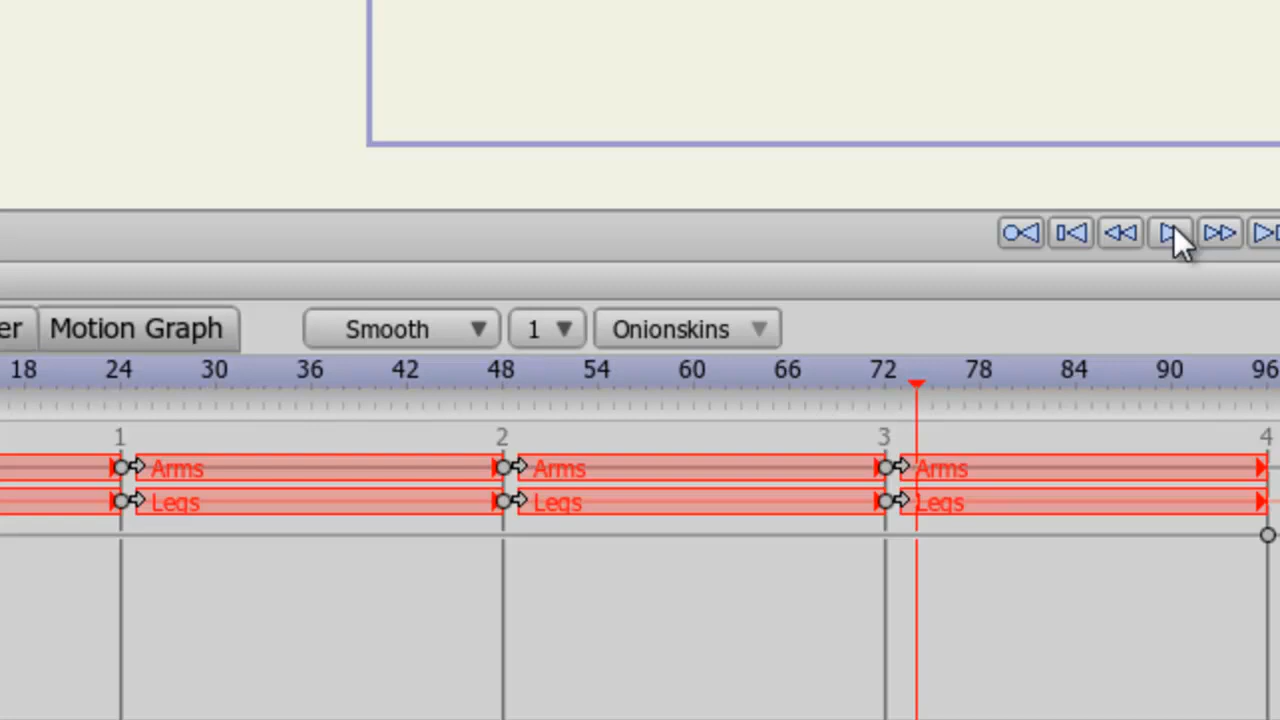 er Motion Graph Smooth 1 Onionskins
18 24 30 36 42 48 54 60 66 72 78 84 90 96
1 2 3 4
Arms Arms Arms
Legs Legs Legs